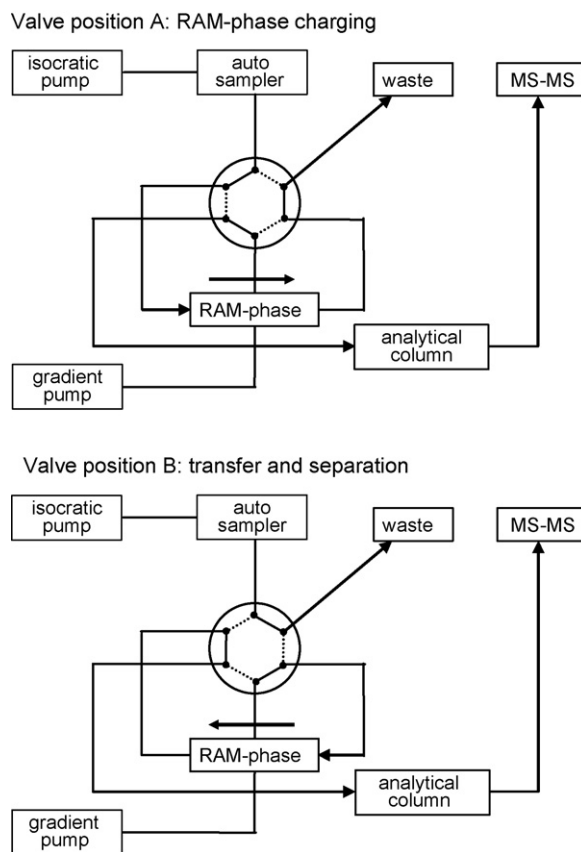 Valve position A: RAM-phase charging
isocratic
pump
auto
sampler
waste
MS-MS
RAM-phase
analytical
column
gradient
pump
Valve position B: transfer and separation
isocratic
pump
auto
sampler
waste
MS-MS
RAM-phase
analytical
column
gradient
pump